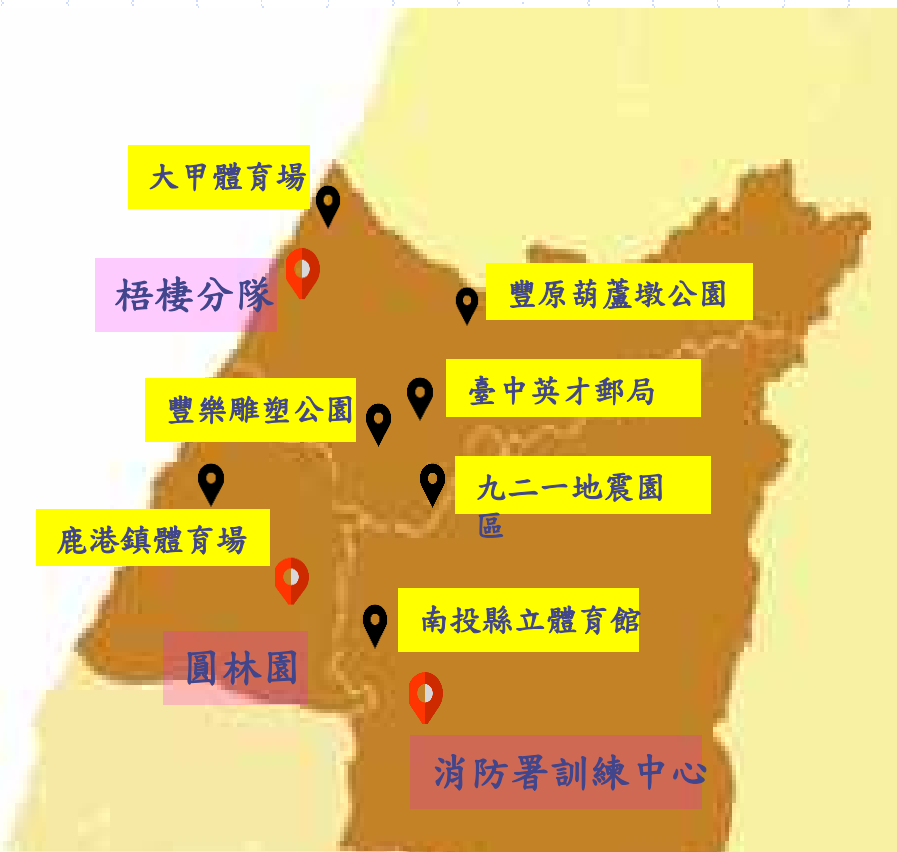 大甲體育場
梧棲分隊
豐原葫蘆墩公園
臺中英才郵局
豐樂雕塑公園
九二一地震園
區
鹿港鎮體育場
南投縣立體育館
圓林園
消防署訓練中心